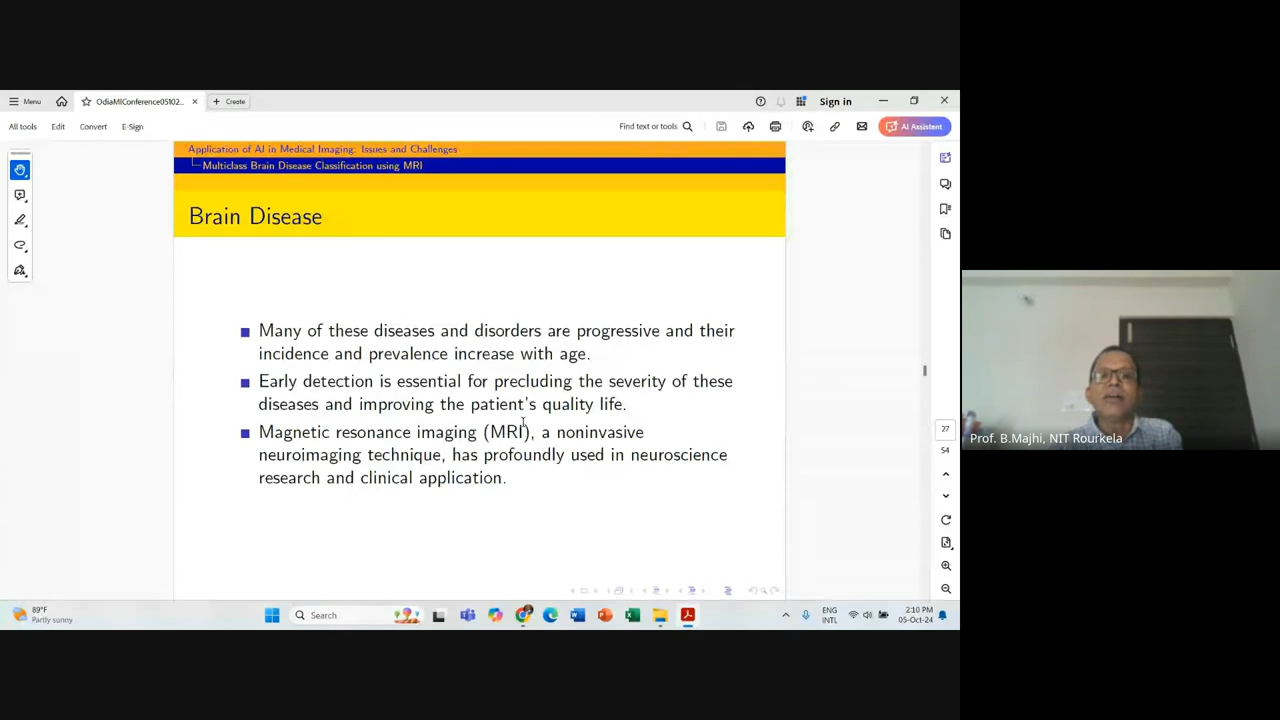 Menu
OdiaMIConference05102...
Create
Sign in
All tools
Edit
Convert
E-Sign
Find text or tools
AI Assistant
Application of AI in Medical Imaging: Issues and Challenges
Multiclass Brain Disease Classification using MRI
Brain Disease
Many of these diseases and disorders are progressive and their
incidence and prevalence increase with age.
Early detection is essential for precluding the severity of these
diseases and improving the patient's quality life.
Magnetic resonance imaging (MRI), a noninvasive
neuroimaging technique, has profoundly used in neuroscience
research and clinical application.
27
54
Prof. B.Majhi, NIT Rourkela
89°F
Partly sunny
Search
ENG
INTL
2:10 PM
05-Oct-24